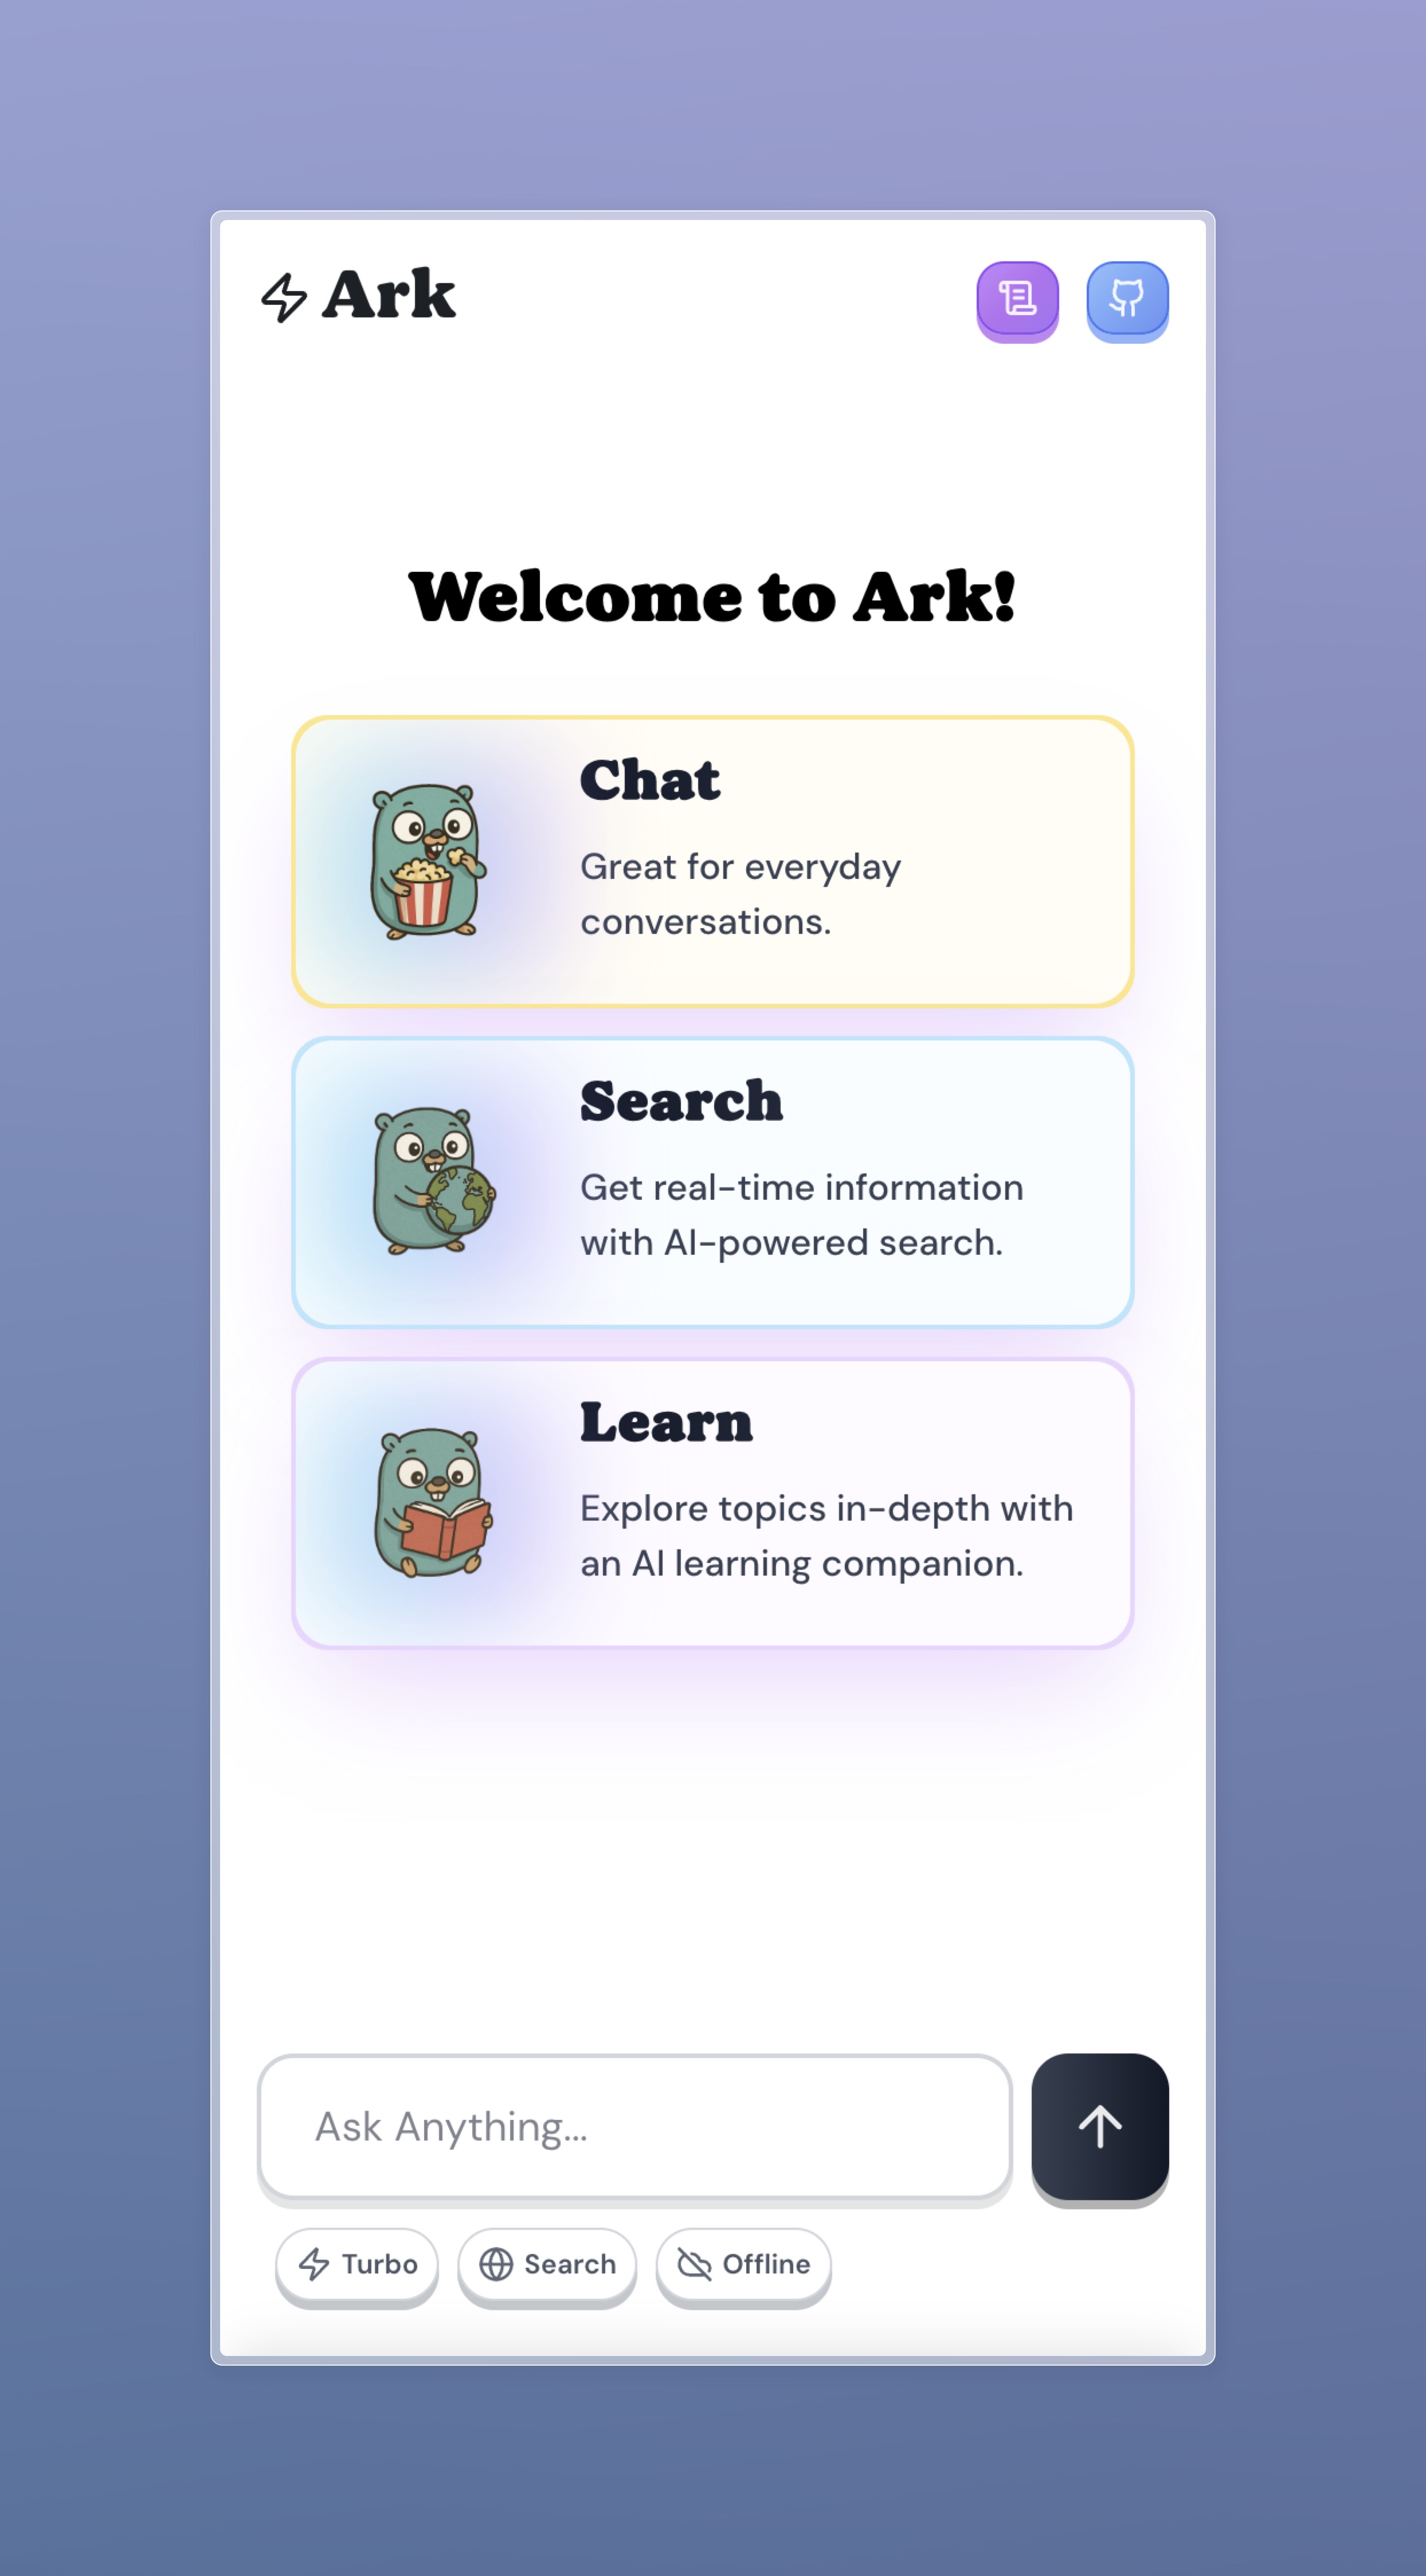 Ark
Welcome to Ark!
Chat
Great for everyday
conversations.
Search
Get real-time information
with AI-powered search.
Learn
Explore topics in-depth with
an AI learning companion.
Ask Anything...
Turbo
Search
Offline